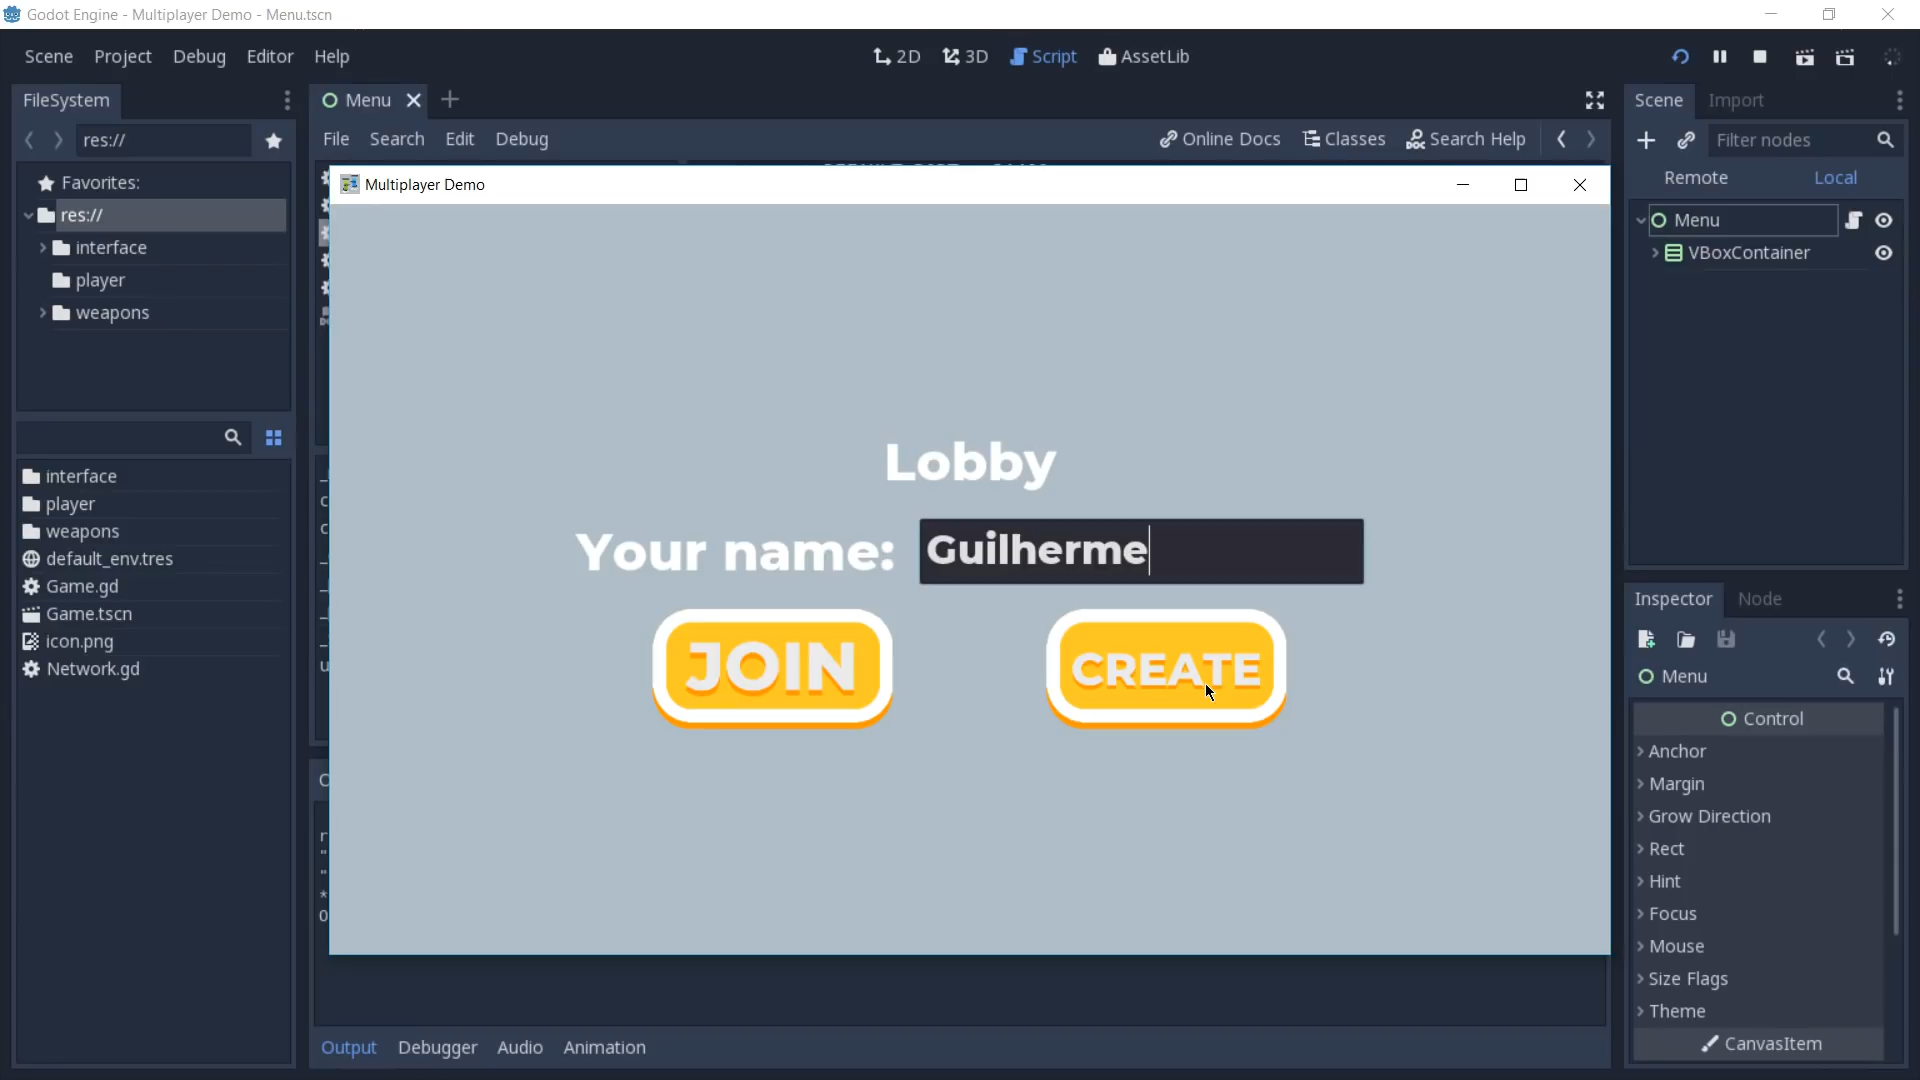 Godot Engine - Multiplayer Demo - Menu.tscn
Scene Project Debug Editor Help
2D 3D Script AssetLib
FileSystem
Menu
Scene Import
res://
File Search Edit Debug
Online Docs Classes Search Help
Filter nodes
Favorites:
res://
interface
player
weapons
Remote Local
Menu
VBoxContainer
Multiplayer Demo
Lobby
Your name: Guilherme
JOIN CREATE
interface
player
weapons
default_env.tres
Game.gd
Game.tscn
icon.png
Network.gd
Inspector Node
Menu
Control
Anchor
Margin
Grow Direction
Rect
Hint
Focus
Mouse
Size Flags
Theme
CanvasItem
Output Debugger Audio Animation